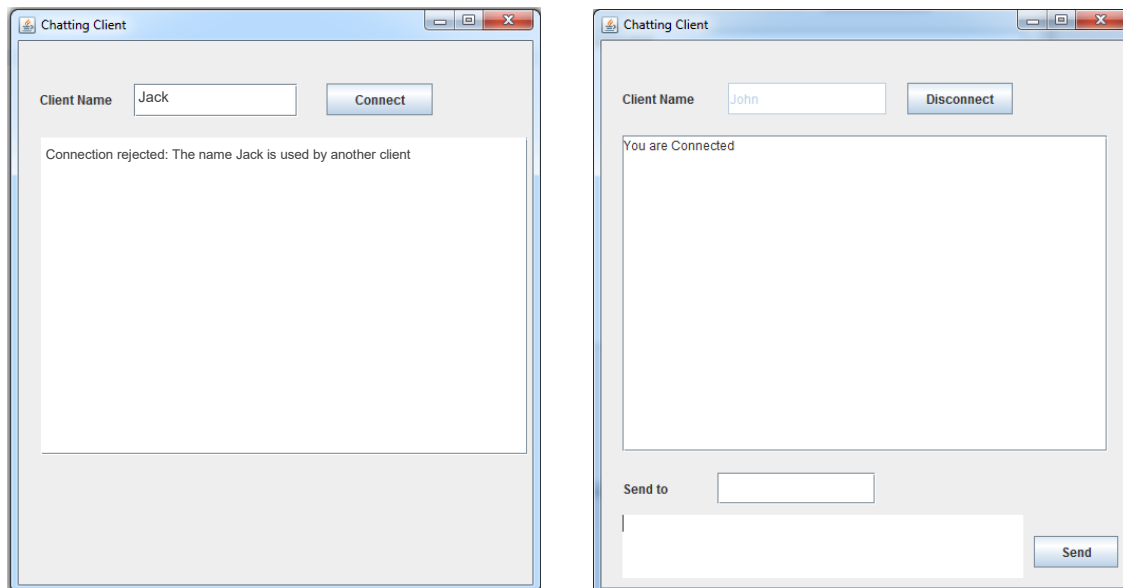 Chatting Client
Client Name
Jack
Connect
Connection rejected: The name Jack is used by another client
Chatting Client
Client Name
John
Disconnect
You are Connected
Send to
Send